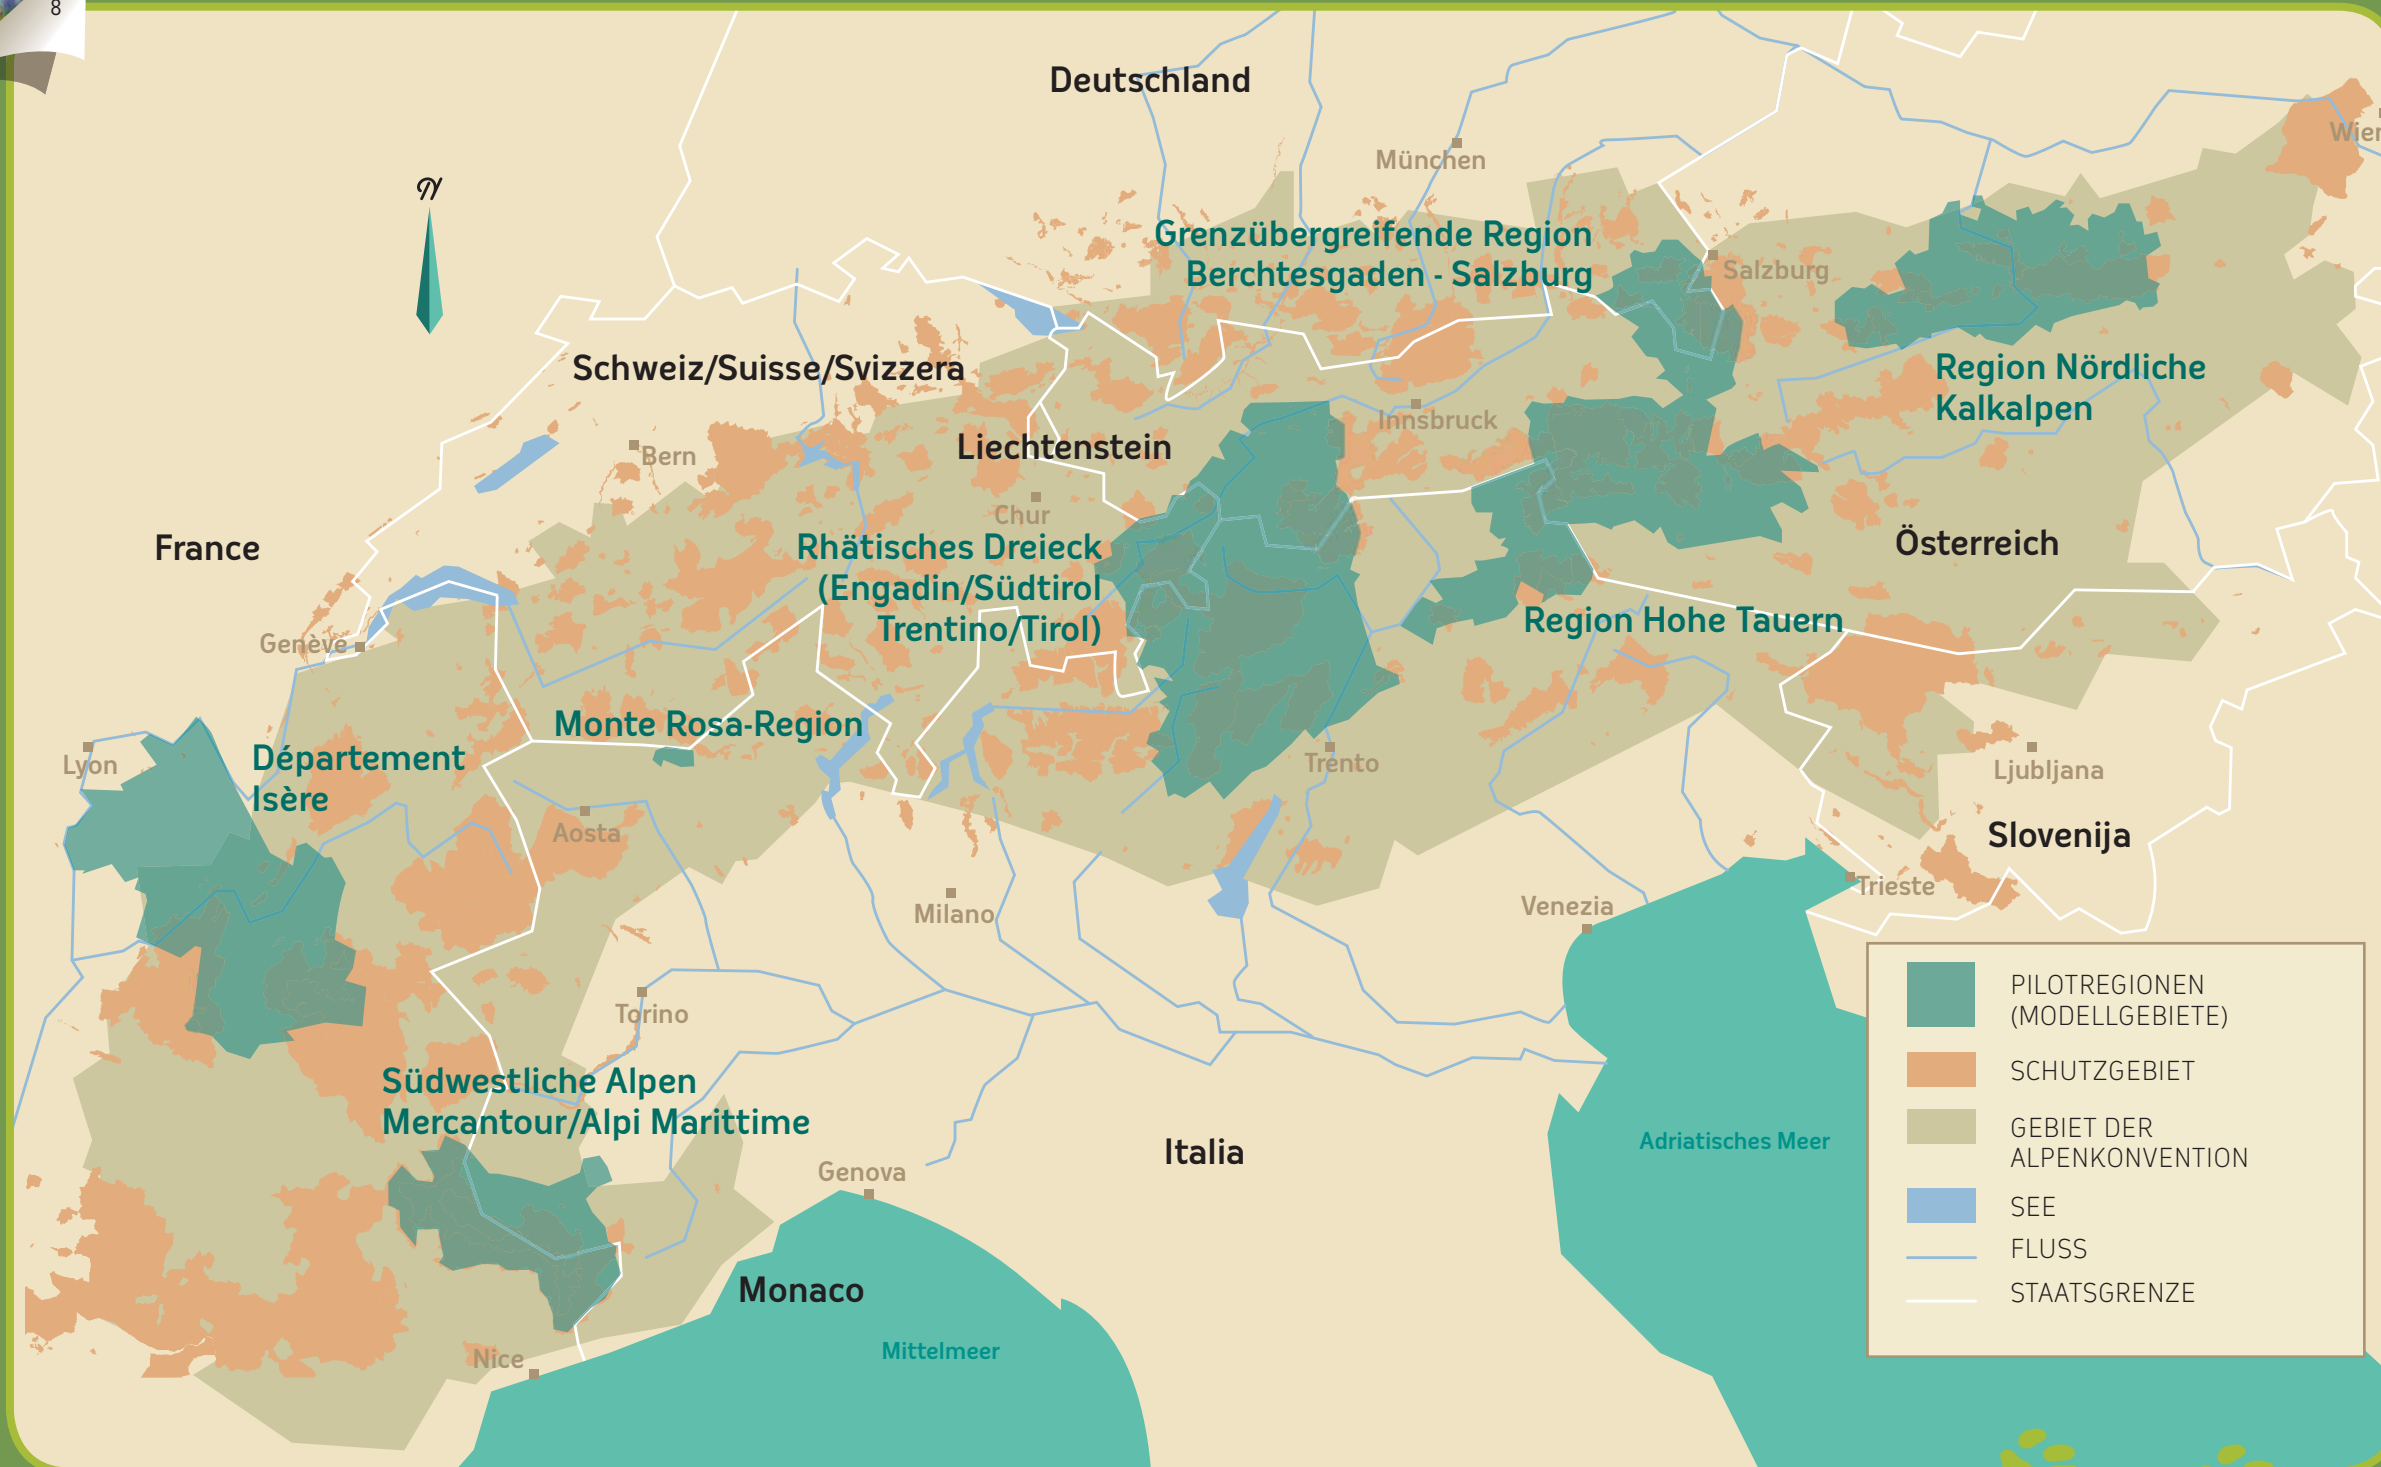 8
Deutschland
München
Wien
Grenzübergreifende Region
Berchtesgaden - Salzburg
Salzburg
Schweiz/Suisse/Svizzera
Region Nördliche
Kalkalpen
Innsbruck
Liechtenstein
Bern
Chur
France
Rhätisches Dreieck
(Engadin/Südtirol
Trentino/Tirol)
Österreich
Region Hohe Tauern
Genève
Monte Rosa-Region
Lyon
Département
Isère
Trento
Ljubljana
Aosta
Slovenija
Milano
Venezia
Trieste
Torino
Südwestliche Alpen
Mercantour/Alpi Marittime
Italia
Adriatisches Meer
Genova
Monaco
Mittelmeer
Nice
PILOTREGIONEN
(MODELLGEBIETE)
SCHUTZGEBIET
GEBIET DER
ALPENKONVENTION
SEE
FLUSS
STAATSGRENZE
N